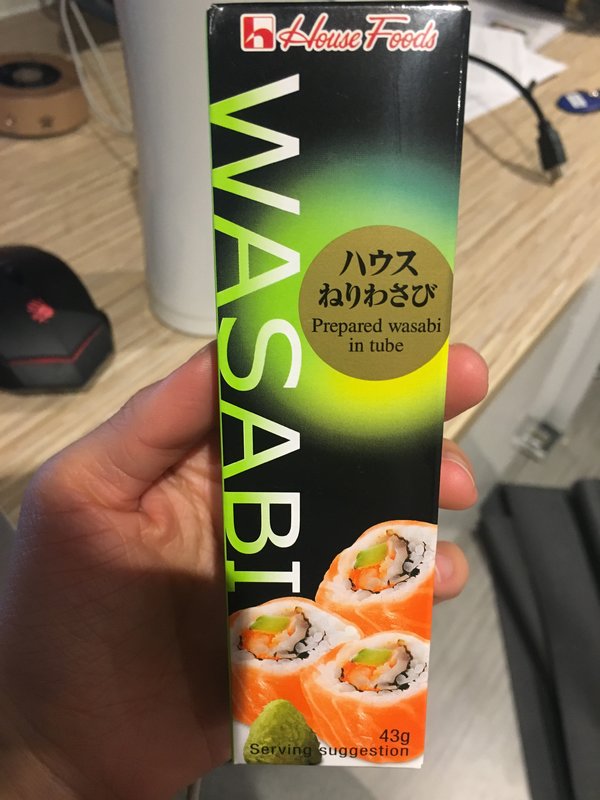 House Foods
WASABI
ハウス
ねりわさび
Prepared wasabi
in tube
43g
Serving suggestion